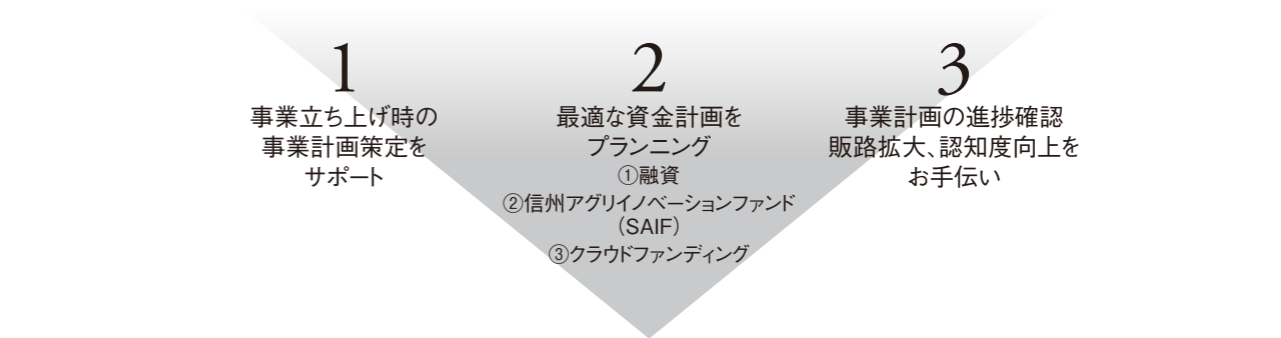 1
事業立ち上げ時の
事業計画策定を
サポート
2
最適な資金計画を
プランニング
①融資
②信州アグリイノベーションファンド
（SAIF）
③クラウドファンディング
3
事業計画の進捗確認
販路拡大、認知度向上を
お手伝い